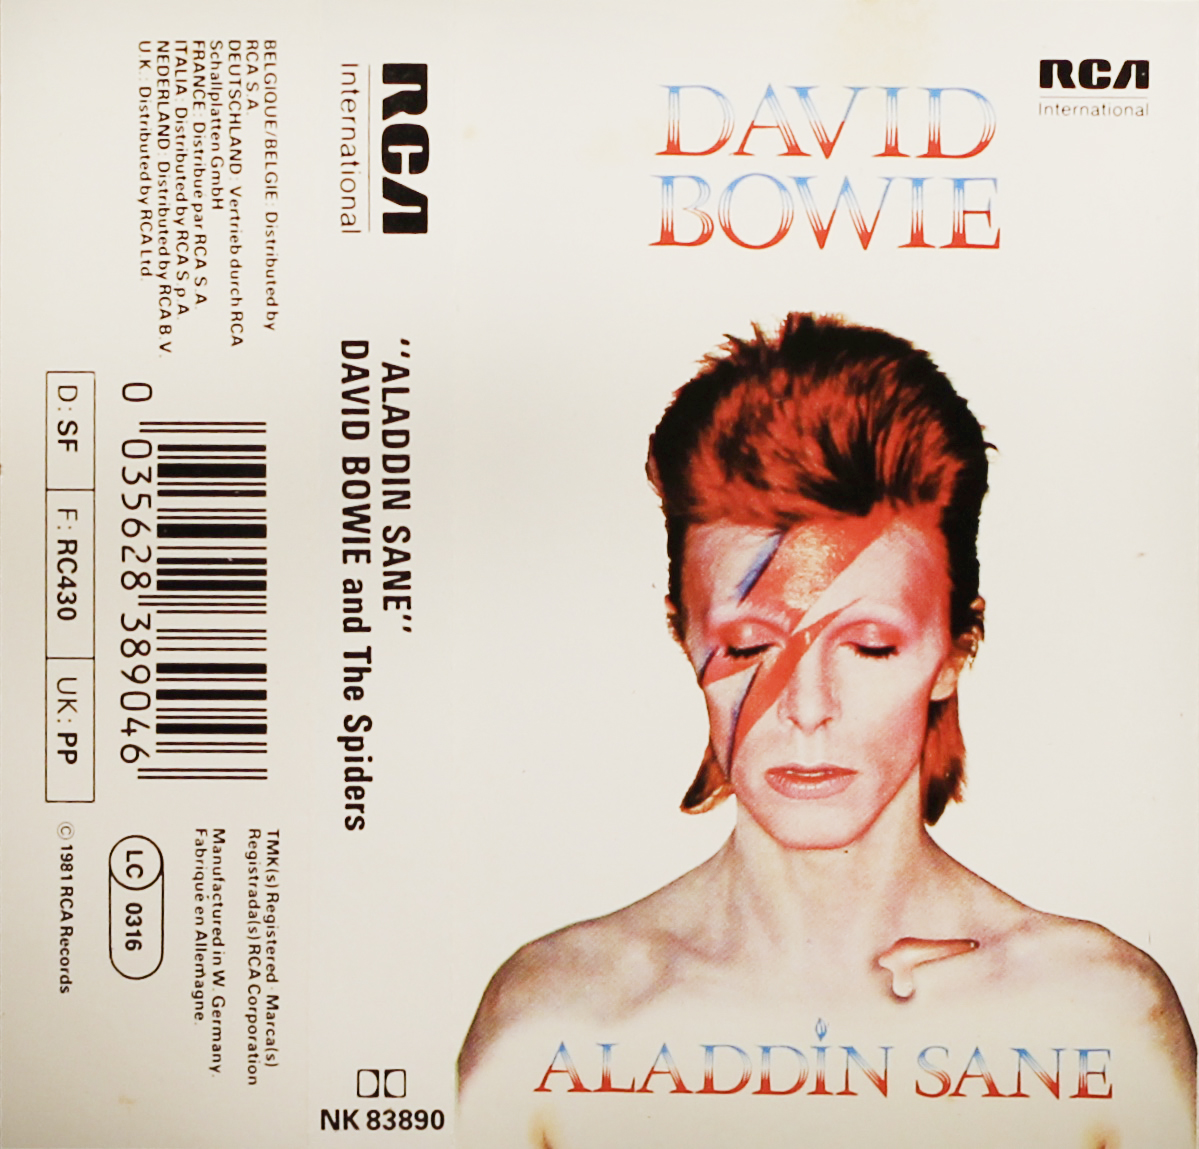 BELGIQUE/BELGIE : Distributed by
RCA S.A.
DEUTSCHLAND : Vertrieb durch RCA
Schallplatten GmbH
FRANCE : Distribué par RCA S.A.
ITALIA : Distributed by RCA S.p.A.
NEDERLAND : Distributed by RCA B.V.
U.K. : Distributed by RCA Ltd.
0 035628 389046
D : SF
F : RC430
UK : PP
TMK(s) Registered · Marca(s)
Registrada(s) RCA Corporation
Manufactured in W. Germany.
Fabriqué en Allemagne.
LC 0316
© 1981 RCA Records
RCA
International
"ALADDIN SANE"
DAVID BOWIE and The Spiders
NK 83890
RCA
International
DAVID
BOWIE
ALADDIN SANE